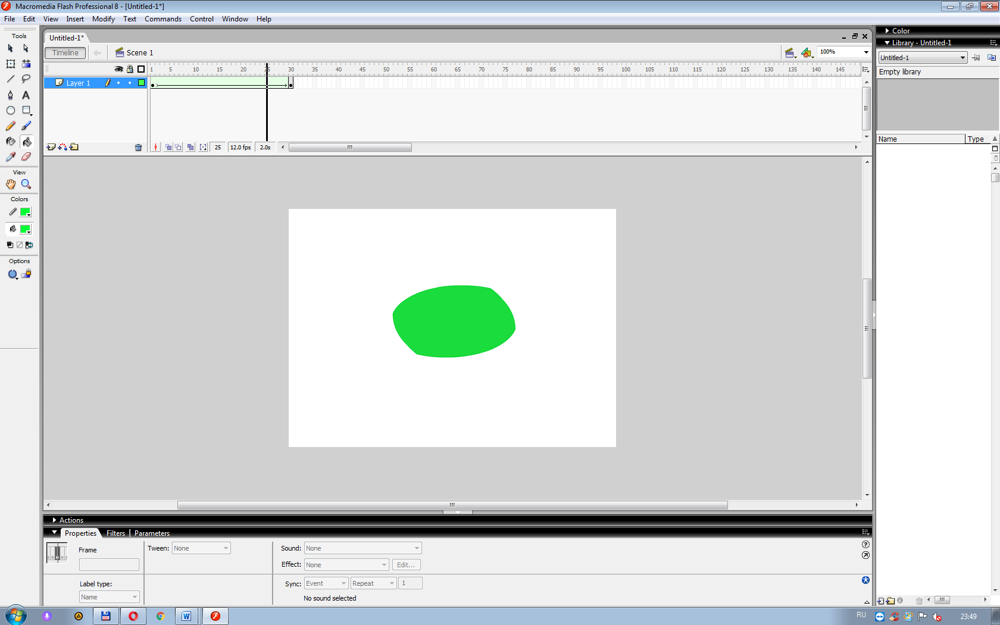 Macromedia Flash Professional 8 - [Untitled-1*]
File Edit View Insert Modify Text Commands Control Window Help
Tools
Untitled-1*
Timeline
Scene 1
100%
1 5 10 15 20 25 30 35 40 45 50 55 60 65 70 75 80 85 90 95 100 105 110 115 120 125 130 135 140 145
Layer 1
25 12.0 fps 2.0s
View
Colors
Options
Color
Library - Untitled-1
Untitled-1
Empty library
Name Type
Actions
Properties Filters Parameters
Frame
Tween: None
Sound: None
Effect: None Edit...
Label type:
Name
Sync: Event Repeat 1
No sound selected
RU
23:49